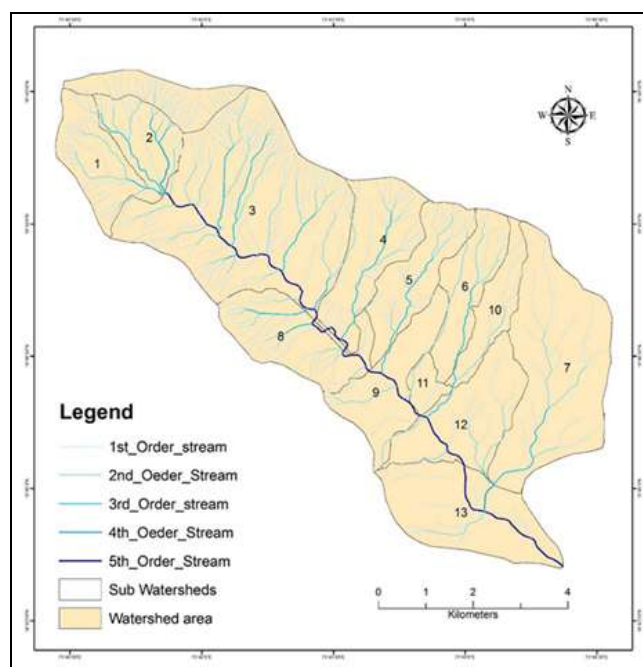 N
W E
S
2
1
3
4
5
6
10
7
8
9
11
12
13
Legend
1st_Order_stream
2nd_Oeder_Stream
3rd_Order_stream
4th_Oeder_Stream
5th_Order_Stream
Sub Watersheds
Watershed area
0 1 2 4
Kilometers